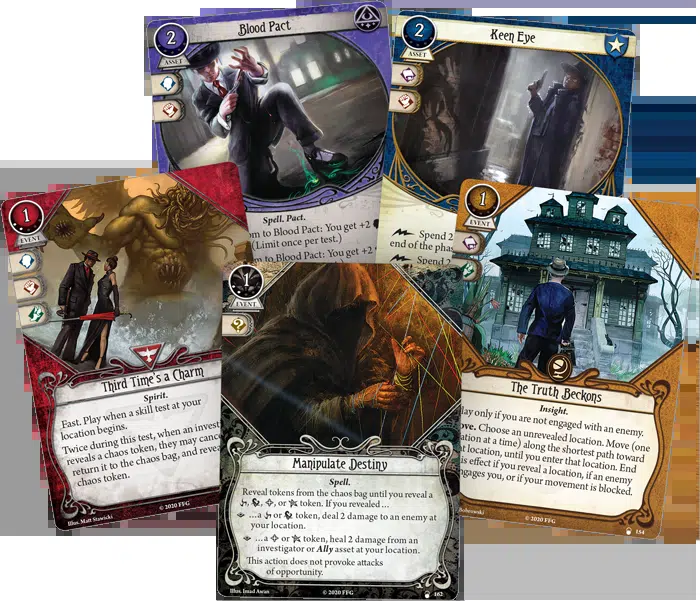 2
Blood Pact
ASSET
Spell. Pact.
m to Blood Pact: You get +2
(Limit once per test.)
m to Blood Pact: You get +2
2
Keen Eye
ASSET
Spend 2
end of the phas
Spend 2
1
EVENT
Third Time's a Charm
Spirit.
Fast. Play when a skill test at your
location begins.
Twice during this test, when an invest
reveals a chaos token, they may cance
return it to the chaos bag, and revea
chaos token.
Illus. Matt Stawicki
© 2020 FFG
1
EVENT
The Truth Beckons
Insight.
lay only if you are not engaged with an enemy.
ove. Choose an unrevealed location. Move (one
ation at a time) along the shortest path toward
t location, until you enter that location. End
is effect if you reveal a location, if an enemy
gages you, or if your movement is blocked.
Bobrowski
© 2020 FFG
154
1
EVENT
Manipulate Destiny
Spell.
Reveal tokens from the chaos bag until you reveal a
, , , or token. If you revealed ...
...a or token, deal 2 damage to an enemy at
your location.
...a or token, heal 2 damage from an
investigator or Ally asset at your location.
This action does not provoke attacks
of opportunity.
Illus. Imad Awan
© 2020 FFG
162